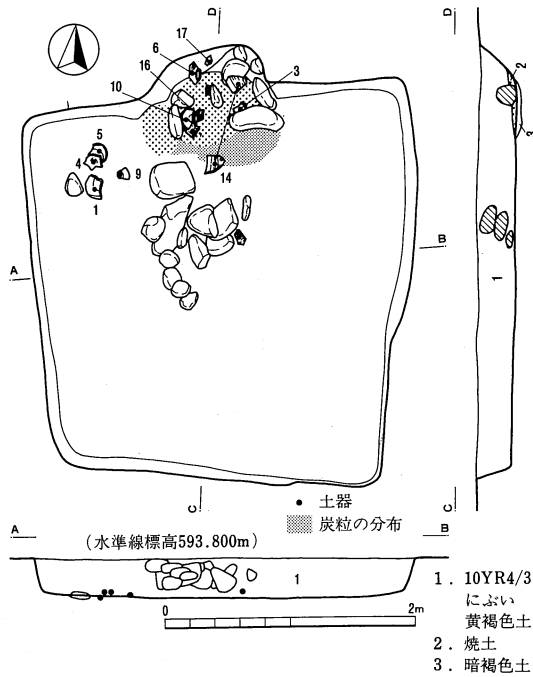 D
17
6
3
16
10
5
4
9
14
1
B
A
C
D
2
3
1
C
• 土器
炭粒の分布
A
(水準線標高593.800m)
B
1
0
2m
1. 10YR4/3
にぶい
黄褐色土
2. 焼土
3. 暗褐色土